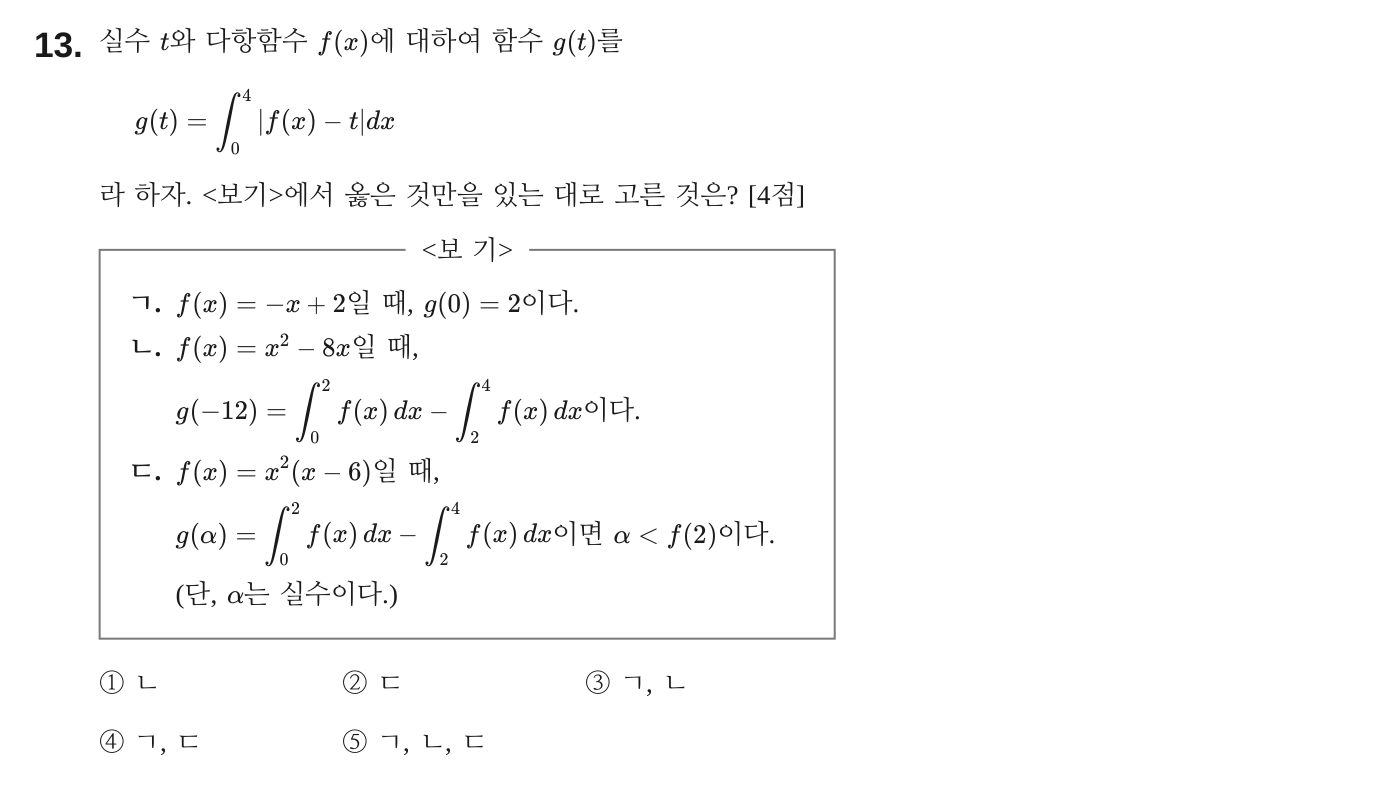 13. 실수 t와 다항함수 f(x)에 대하여 함수 g(t)를
g(t) = ∫₀⁴ |f(x) − t|dx
라 하자. <보기>에서 옳은 것만을 있는 대로 고른 것은? [4점]
<보 기>
ㄱ. f(x) = −x + 2일 때, g(0) = 2이다.
ㄴ. f(x) = x² − 8x일 때,
g(−12) = ∫₀² f(x) dx − ∫₂⁴ f(x) dx이다.
ㄷ. f(x) = x²(x − 6)일 때,
g(α) = ∫₀² f(x) dx − ∫₂⁴ f(x) dx이면 α < f(2)이다.
(단, α는 실수이다.)
① ㄴ ② ㄷ ③ ㄱ, ㄴ
④ ㄱ, ㄷ ⑤ ㄱ, ㄴ, ㄷ